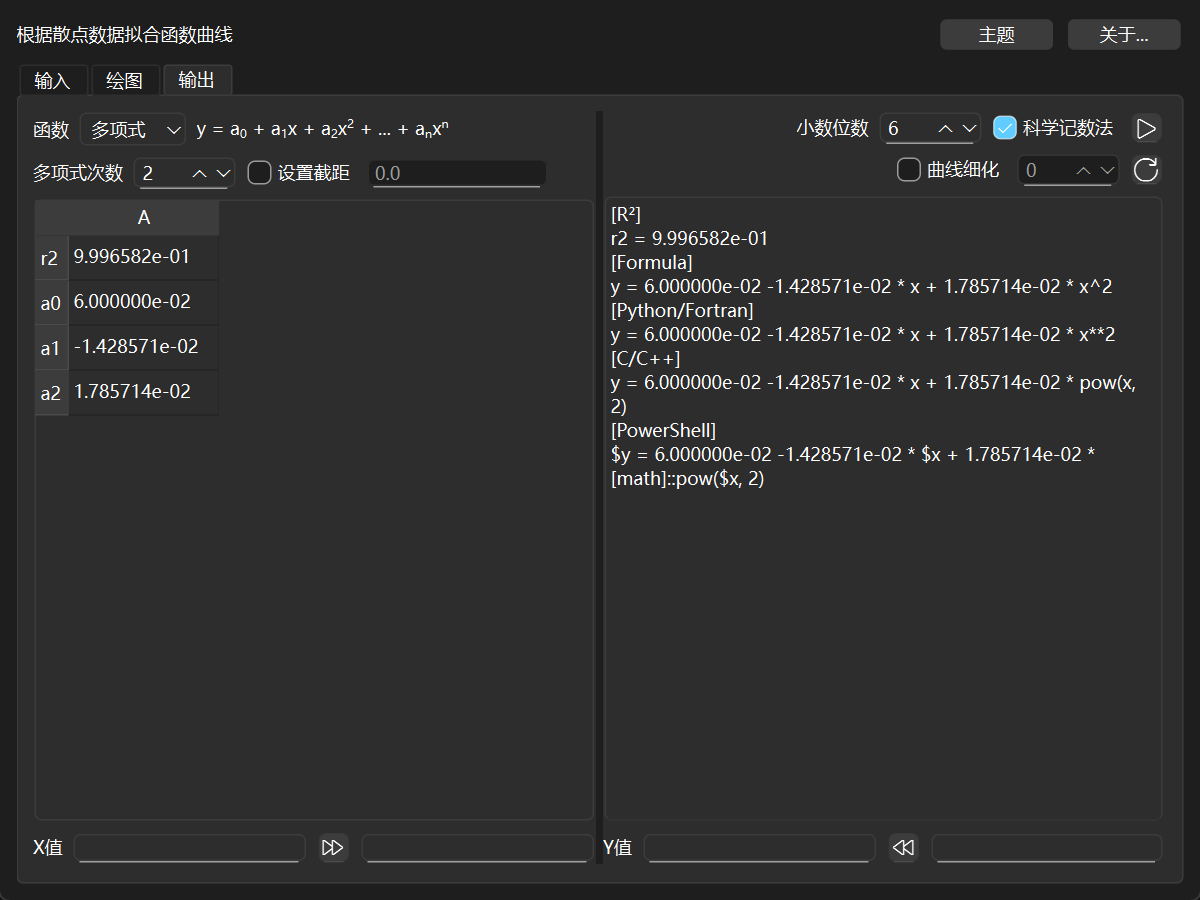 根据散点数据拟合函数曲线
主题
关于...
输入
绘图
输出
函数
多项式
y = a₀ + a₁x + a₂x² + ... + aₙxⁿ
多项式次数
2
设置截距
0.0
A
r2 9.996582e-01
a0 6.000000e-02
a1 -1.428571e-02
a2 1.785714e-02
X值
小数位数
6
科学记数法
曲线细化
0
[R²]
r2 = 9.996582e-01
[Formula]
y = 6.000000e-02 -1.428571e-02 * x + 1.785714e-02 * x^2
[Python/Fortran]
y = 6.000000e-02 -1.428571e-02 * x + 1.785714e-02 * x**2
[C/C++]
y = 6.000000e-02 -1.428571e-02 * x + 1.785714e-02 * pow(x,
2)
[PowerShell]
$y = 6.000000e-02 -1.428571e-02 * $x + 1.785714e-02 *
[math]::pow($x, 2)
Y值